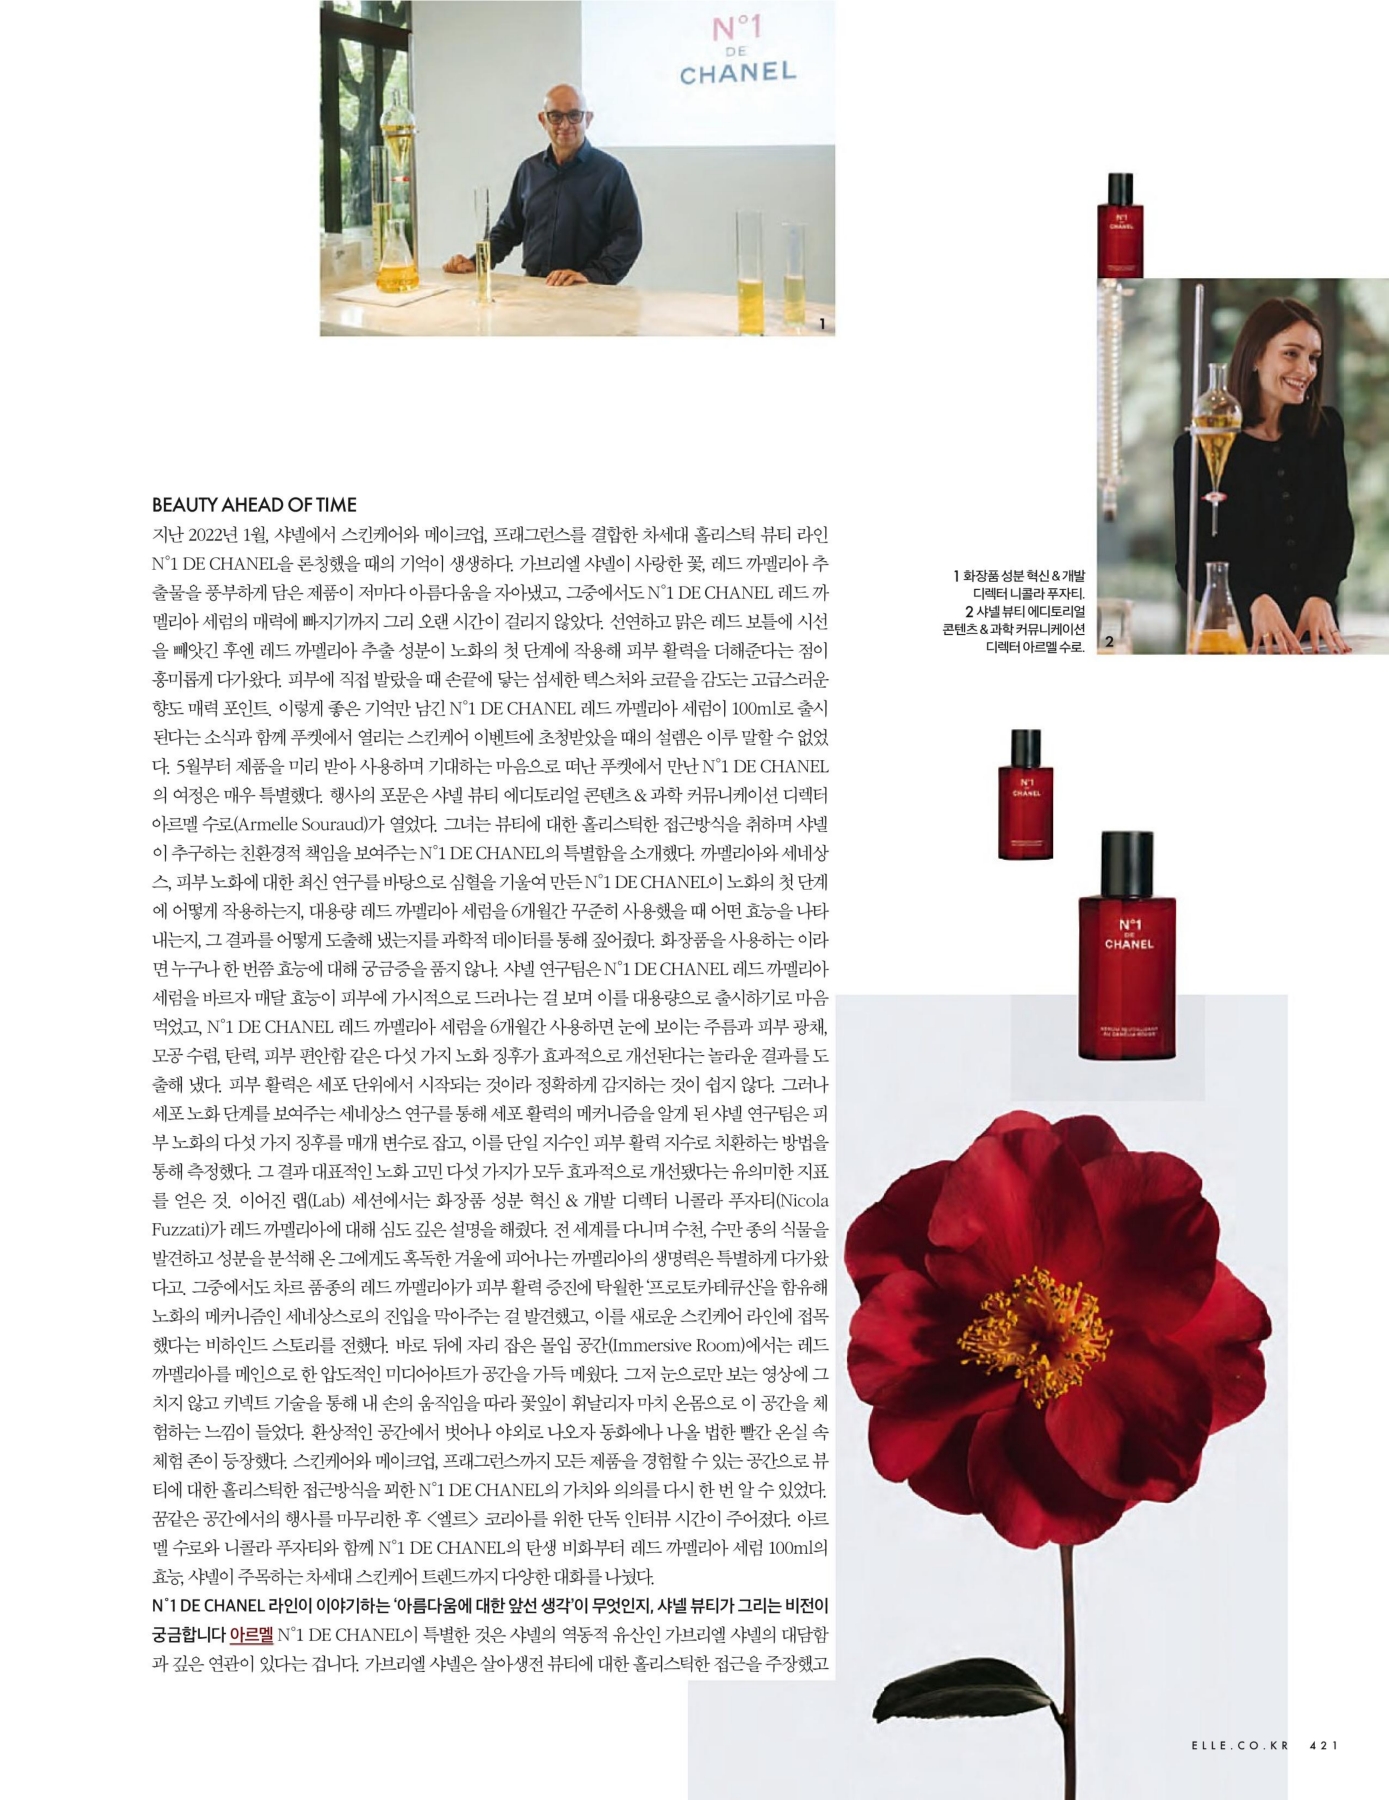 N°1
DE
CHANEL
1
N°1
DE
CHANEL
BEAUTY AHEAD OF TIME
지난 2022년 1월, 샤넬에서 스킨케어와 메이크업, 프래그런스를 결합한 차세대 홀리스틱 뷰티 라인
N°1 DE CHANEL을 론칭했을 때의 기억이 생생하다. 가브리엘 샤넬이 사랑한 꽃, 레드 까멜리아 추
출물을 풍부하게 담은 제품이 저마다 아름다움을 자아냈고, 그중에서도 N°1 DE CHANEL 레드 까
멜리아 세럼의 매력에 빠지기까지 그리 오랜 시간이 걸리지 않았다. 선연하고 맑은 레드 보틀에 시선
을 빼앗긴 후엔 레드 까멜리아 추출 성분이 노화의 첫 단계에 작용해 피부 활력을 더해준다는 점이
흥미롭게 다가왔다. 피부에 직접 발랐을 때 손끝에 닿는 섬세한 텍스처와 코끝을 감도는 고급스러운
향도 매력 포인트. 이렇게 좋은 기억만 남긴 N°1 DE CHANEL 레드 까멜리아 세럼이 100ml로 출시
된다는 소식과 함께 푸켓에서 열리는 스킨케어 이벤트에 초청받았을 때의 설렘은 이루 말할 수 없었
다. 5월부터 제품을 미리 받아 사용하며 기대하는 마음으로 떠난 푸켓에서 만난 N°1 DE CHANEL
의 여정은 매우 특별했다. 행사의 포문은 샤넬 뷰티 에디토리얼 콘텐츠 & 과학 커뮤니케이션 디렉터
아르멜 수로(Armelle Souraud)가 열었다. 그녀는 뷰티에 대한 홀리스틱한 접근방식을 취하며 샤넬
이 추구하는 친환경적 책임을 보여주는 N°1 DE CHANEL의 특별함을 소개했다. 까멜리아와 세네상
스, 피부 노화에 대한 최신 연구를 바탕으로 심혈을 기울여 만든 N°1 DE CHANEL이 노화의 첫 단계
에 어떻게 작용하는지, 대용량 레드 까멜리아 세럼을 6개월간 꾸준히 사용했을 때 어떤 효능을 나타
내는지, 그 결과를 어떻게 도출해 냈는지를 과학적 데이터를 통해 짚어줬다. 화장품을 사용하는 이라
면 누구나 한 번쯤 효능에 대해 궁금증을 품지 않나. 샤넬 연구팀은 N°1 DE CHANEL 레드 까멜리아
세럼을 바르자 매달 효능이 피부에 가시적으로 드러나는 걸 보며 이를 대용량으로 출시하기로 마음
먹었고, N°1 DE CHANEL 레드 까멜리아 세럼을 6개월간 사용하면 눈에 보이는 주름과 피부 광채,
모공 수렴, 탄력, 피부 편안함 같은 다섯 가지 노화 징후가 효과적으로 개선된다는 놀라운 결과를 도
출해 냈다. 피부 활력은 세포 단위에서 시작되는 것이라 정확하게 감지하는 것이 쉽지 않다. 그러나
세포 노화 단계를 보여주는 세네상스 연구를 통해 세포 활력의 메커니즘을 알게 된 샤넬 연구팀은 피
부 노화의 다섯 가지 징후를 매개 변수로 잡고, 이를 단일 지수인 피부 활력 지수로 치환하는 방법을
통해 측정했다. 그 결과 대표적인 노화 고민 다섯 가지가 모두 효과적으로 개선됐다는 유의미한 지표
를 얻은 것. 이어진 랩(Lab) 세션에서는 화장품 성분 혁신 & 개발 디렉터 니콜라 푸자티(Nicola
Fuzzati)가 레드 까멜리아에 대해 심도 깊은 설명을 해줬다. 전 세계를 다니며 수천, 수만 종의 식물을
발견하고 성분을 분석해 온 그에게도 혹독한 겨울에 피어나는 까멜리아의 생명력은 특별하게 다가왔
다고. 그중에서도 차르 품종의 레드 까멜리아가 피부 활력 증진에 탁월한 ‘프로토카테큐산’을 함유해
노화의 메커니즘인 세네상스로의 진입을 막아주는 걸 발견했고, 이를 새로운 스킨케어 라인에 접목
했다는 비하인드 스토리를 전했다. 바로 뒤에 자리 잡은 몰입 공간(Immersive Room)에서는 레드
까멜리아를 메인으로 한 압도적인 미디어아트가 공간을 가득 메웠다. 그저 눈으로만 보는 영상에 그
치지 않고 키넥트 기술을 통해 내 손의 움직임을 따라 꽃잎이 휘날리자 마치 온몸으로 이 공간을 체
험하는 느낌이 들었다. 환상적인 공간에서 벗어나 야외로 나오자 동화에나 나올 법한 빨간 온실 속
체험 존이 등장했다. 스킨케어와 메이크업, 프래그런스까지 모든 제품을 경험할 수 있는 공간으로 뷰
티에 대한 홀리스틱한 접근방식을 꾀한 N°1 DE CHANEL의 가치와 의의를 다시 한 번 알 수 있었다.
꿈같은 공간에서의 행사를 마무리한 후 <엘르> 코리아를 위한 단독 인터뷰 시간이 주어졌다. 아르
멜 수로와 니콜라 푸자티와 함께 N°1 DE CHANEL의 탄생 비화부터 레드 까멜리아 세럼 100ml의
효능, 샤넬이 주목하는 차세대 스킨케어 트렌드까지 다양한 대화를 나눴다.
N°1 DE CHANEL 라인이 이야기하는 ‘아름다움에 대한 앞선 생각’이 무엇인지, 샤넬 뷰티가 그리는 비전이
궁금합니다 아르멜 N°1 DE CHANEL이 특별한 것은 샤넬의 역동적 유산인 가브리엘 샤넬의 대담함
과 깊은 연관이 있다는 겁니다. 가브리엘 샤넬은 살아생전 뷰티에 대한 홀리스틱한 접근을 주장했고
1 화장품 성분 혁신 & 개발
디렉터 니콜라 푸자티.
2 샤넬 뷰티 에디토리얼
콘텐츠 & 과학 커뮤니케이션
디렉터 아르멜 수로.
2
N°1
DE
CHANEL
N°1
DE
CHANEL
SÉRUM REVITALISANT
AU CAMÉLIA ROUGE
ELLE.CO.KR 421